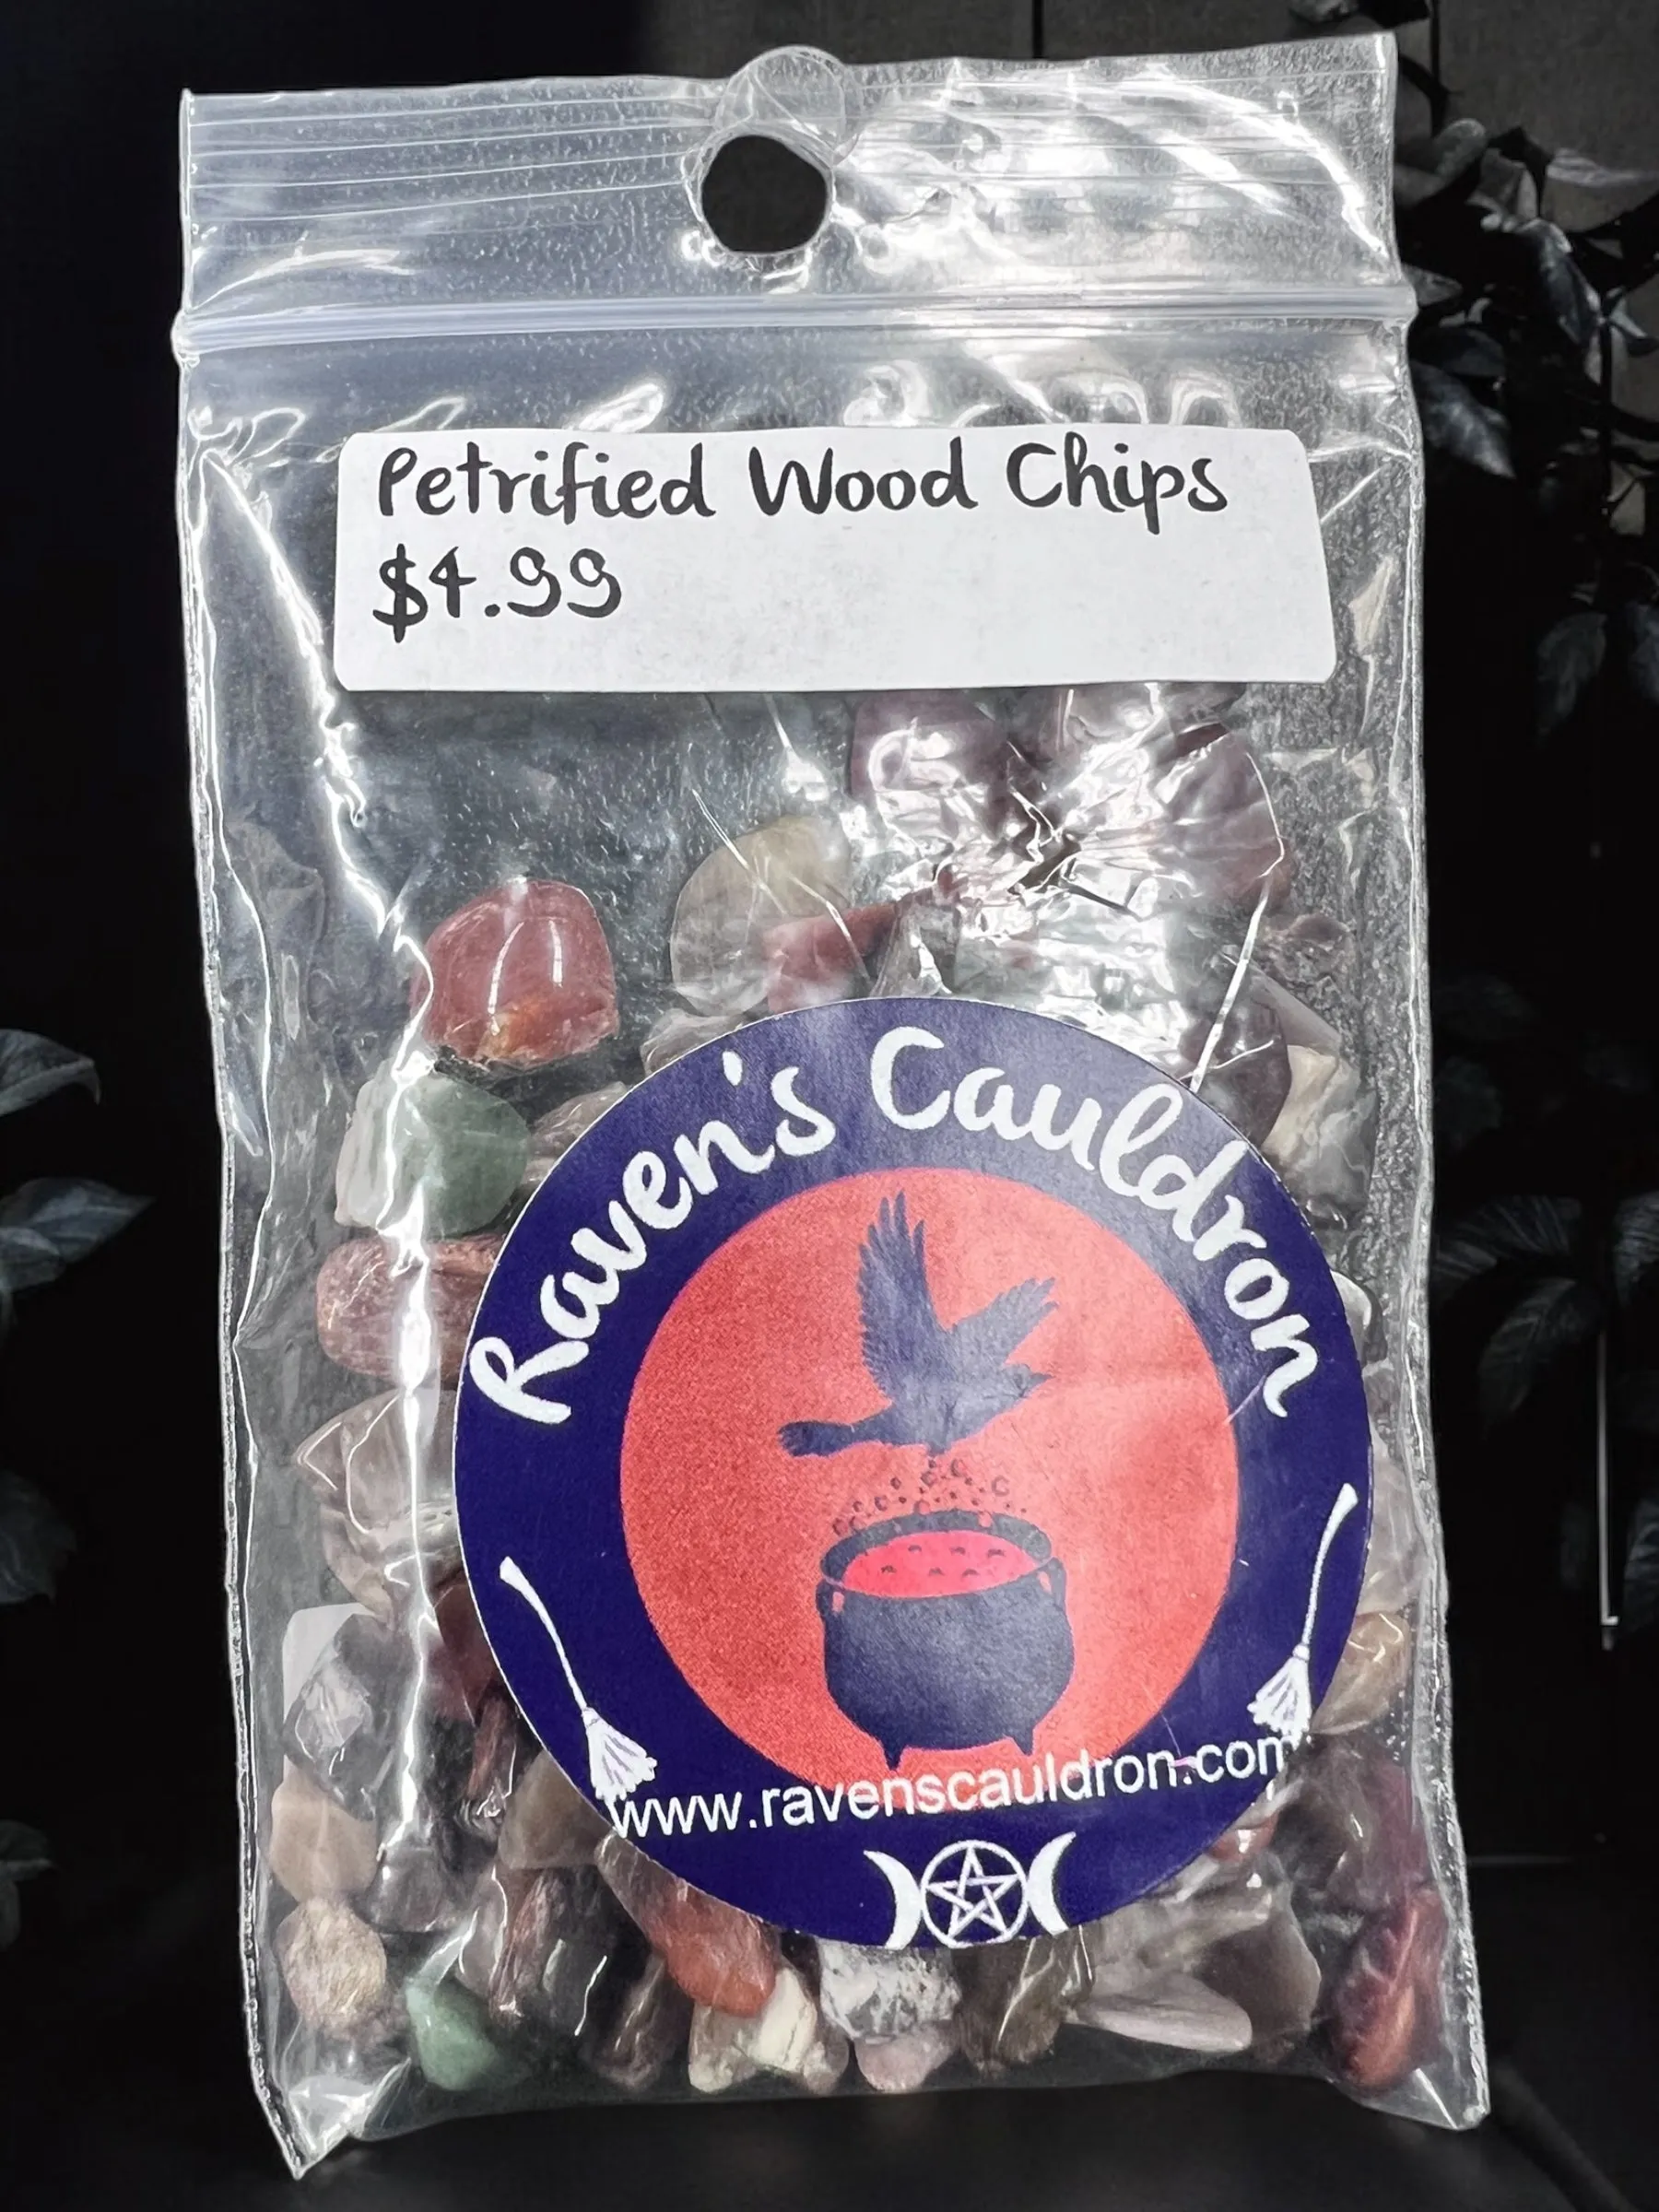 Petrified Wood Chips
$4.99
Raven's Cauldron
www.ravenscauldron.com